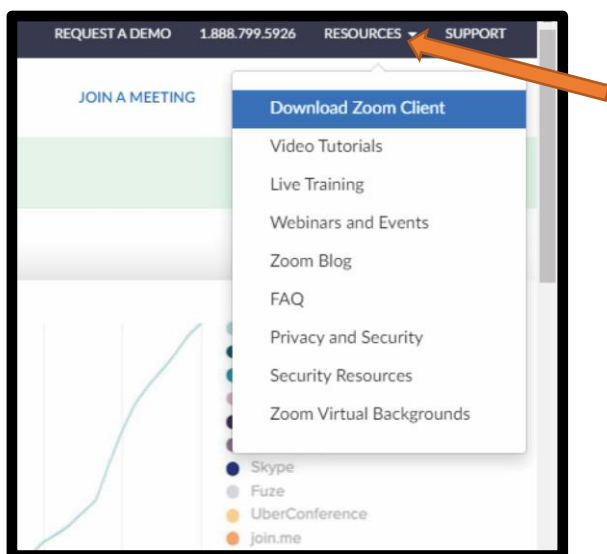 REQUEST A DEMO 1.888.799.5926 RESOURCES SUPPORT
JOIN A MEETING
Download Zoom Client
Video Tutorials
Live Training
Webinars and Events
Zoom Blog
FAQ
Privacy and Security
Security Resources
Zoom Virtual Backgrounds
Skype
Fuze
UberConference
join.me